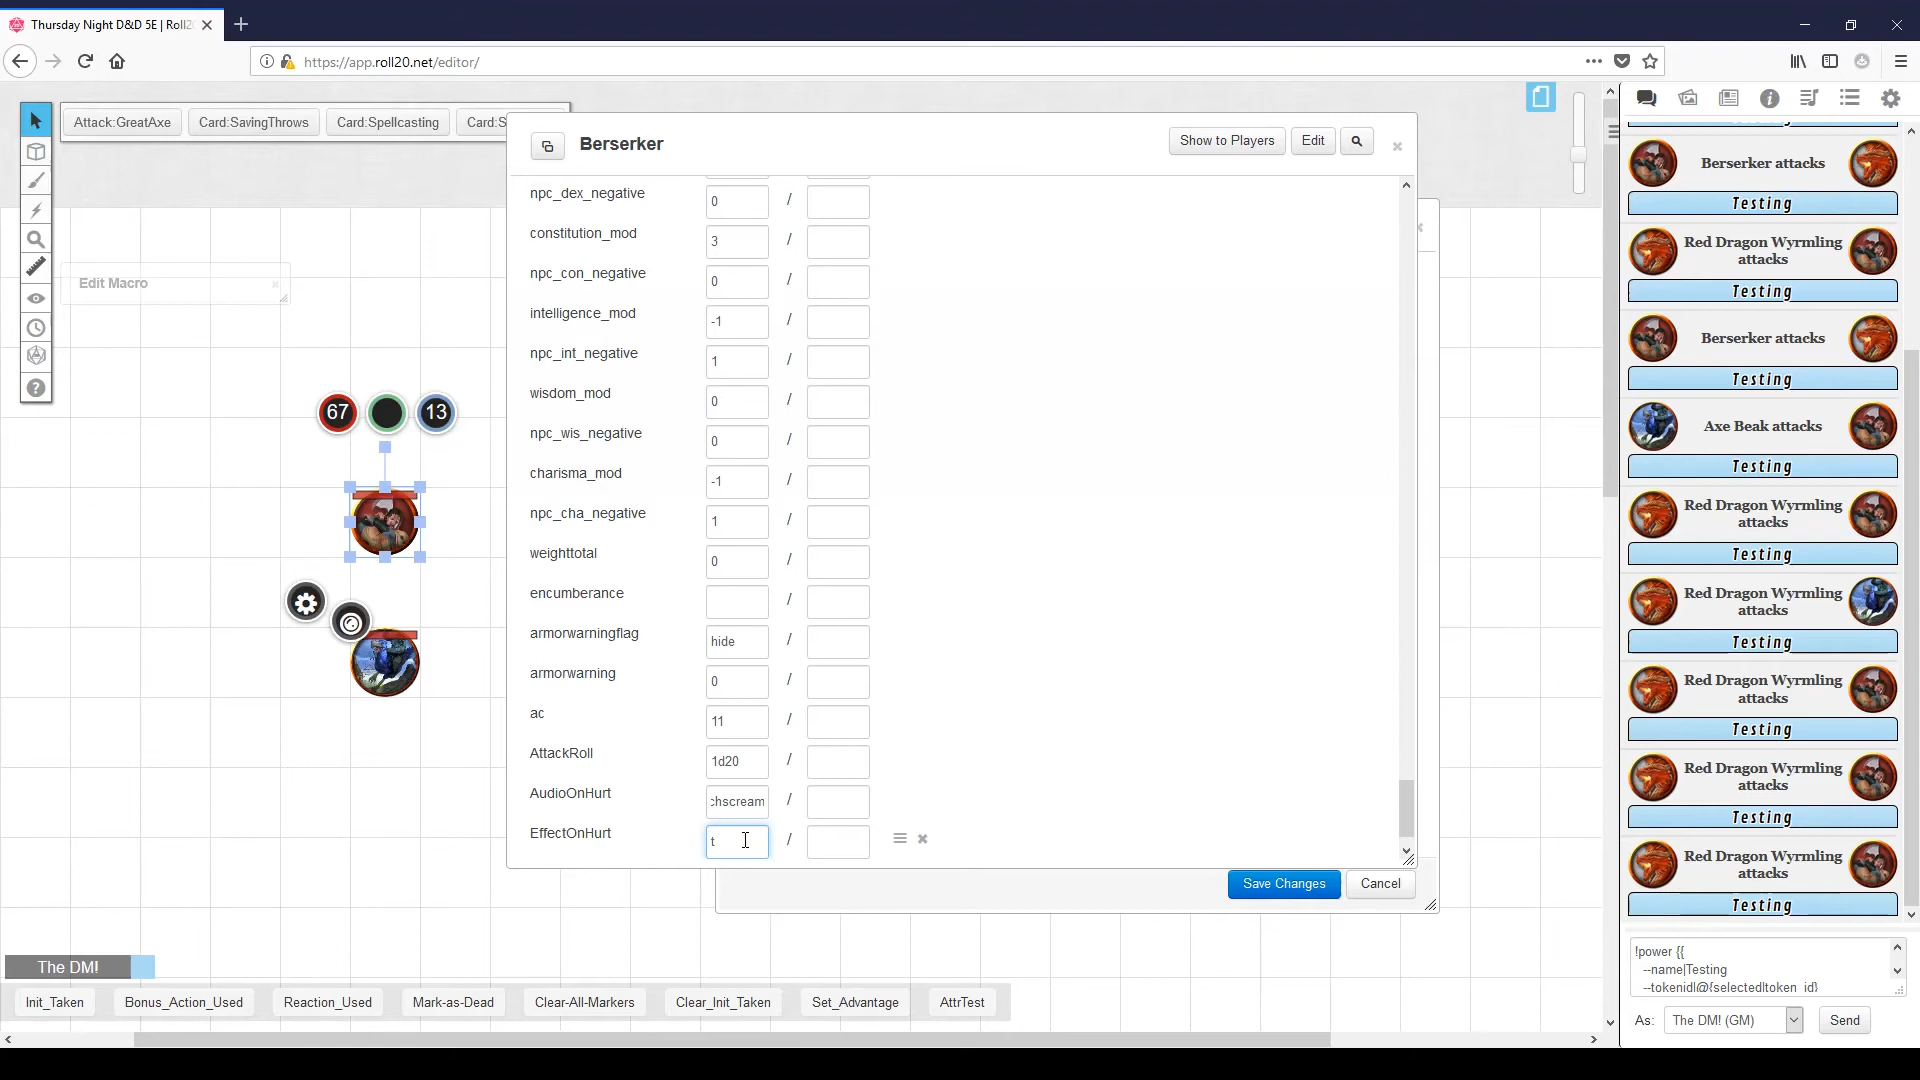 Thursday Night D&D 5E | Roll2
https://app.roll20.net/editor/
Attack:GreatAxe
Card:SavingThrows
Card:Spellcasting
Card:S
Berserker
Show to Players
Edit
Edit Macro
67
13
npc_dex_negative 0 /
constitution_mod 3 /
npc_con_negative 0 /
intelligence_mod -1 /
npc_int_negative 1 /
wisdom_mod 0 /
npc_wis_negative 0 /
charisma_mod -1 /
npc_cha_negative 1 /
weighttotal 0 /
encumberance /
armorwarningflag hide /
armorwarning 0 /
ac 11 /
AttackRoll 1d20 /
AudioOnHurt chscream /
EffectOnHurt t /
Save Changes
Cancel
Testing
Berserker attacks
Testing
Red Dragon Wyrmling
attacks
Testing
Berserker attacks
Testing
Axe Beak attacks
Testing
Red Dragon Wyrmling
attacks
Testing
Red Dragon Wyrmling
attacks
Testing
Red Dragon Wyrmling
attacks
Testing
Red Dragon Wyrmling
attacks
Testing
Red Dragon Wyrmling
attacks
Testing
!power {{
--name|Testing
--tokenid|@{selected|token_id}
As:
The DM! (GM)
Send
The DM!
Init_Taken
Bonus_Action_Used
Reaction_Used
Mark-as-Dead
Clear-All-Markers
Clear_Init_Taken
Set_Advantage
AttrTest